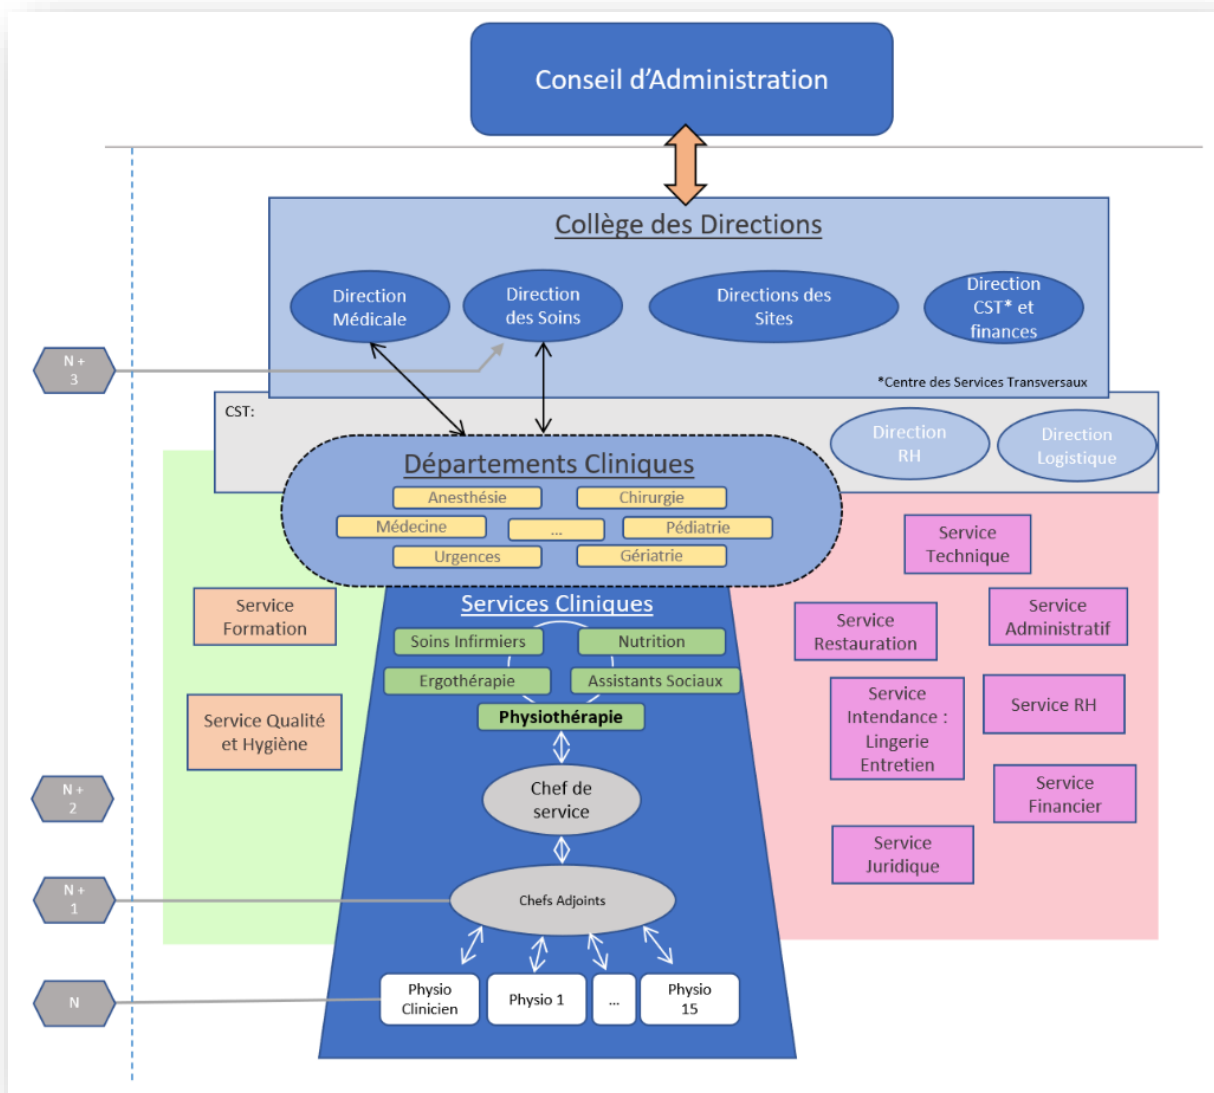 Conseil d'Administration
Collège des Directions
Direction
Médicale
Direction
des Soins
Directions des
Sites
Direction
CST* et
finances
N +
3
*Centre des Services Transversaux
CST:
Direction
RH
Direction
Logistique
Départements Cliniques
Anesthésie
Chirurgie
Médecine
...
Pédiatrie
Urgences
Gériatrie
Service
Technique
Service
Formation
Services Cliniques
Service
Restauration
Service
Administratif
Soins Infirmiers
Nutrition
Ergothérapie
Assistants Sociaux
Physiothérapie
Service Qualité
et Hygiène
Service
Intendance :
Lingerie
Entretien
Service RH
N +
2
Chef de
service
Service
Financier
Service
Juridique
N +
1
Chefs Adjoints
N
Physio
Clinicien
Physio 1
...
Physio
15